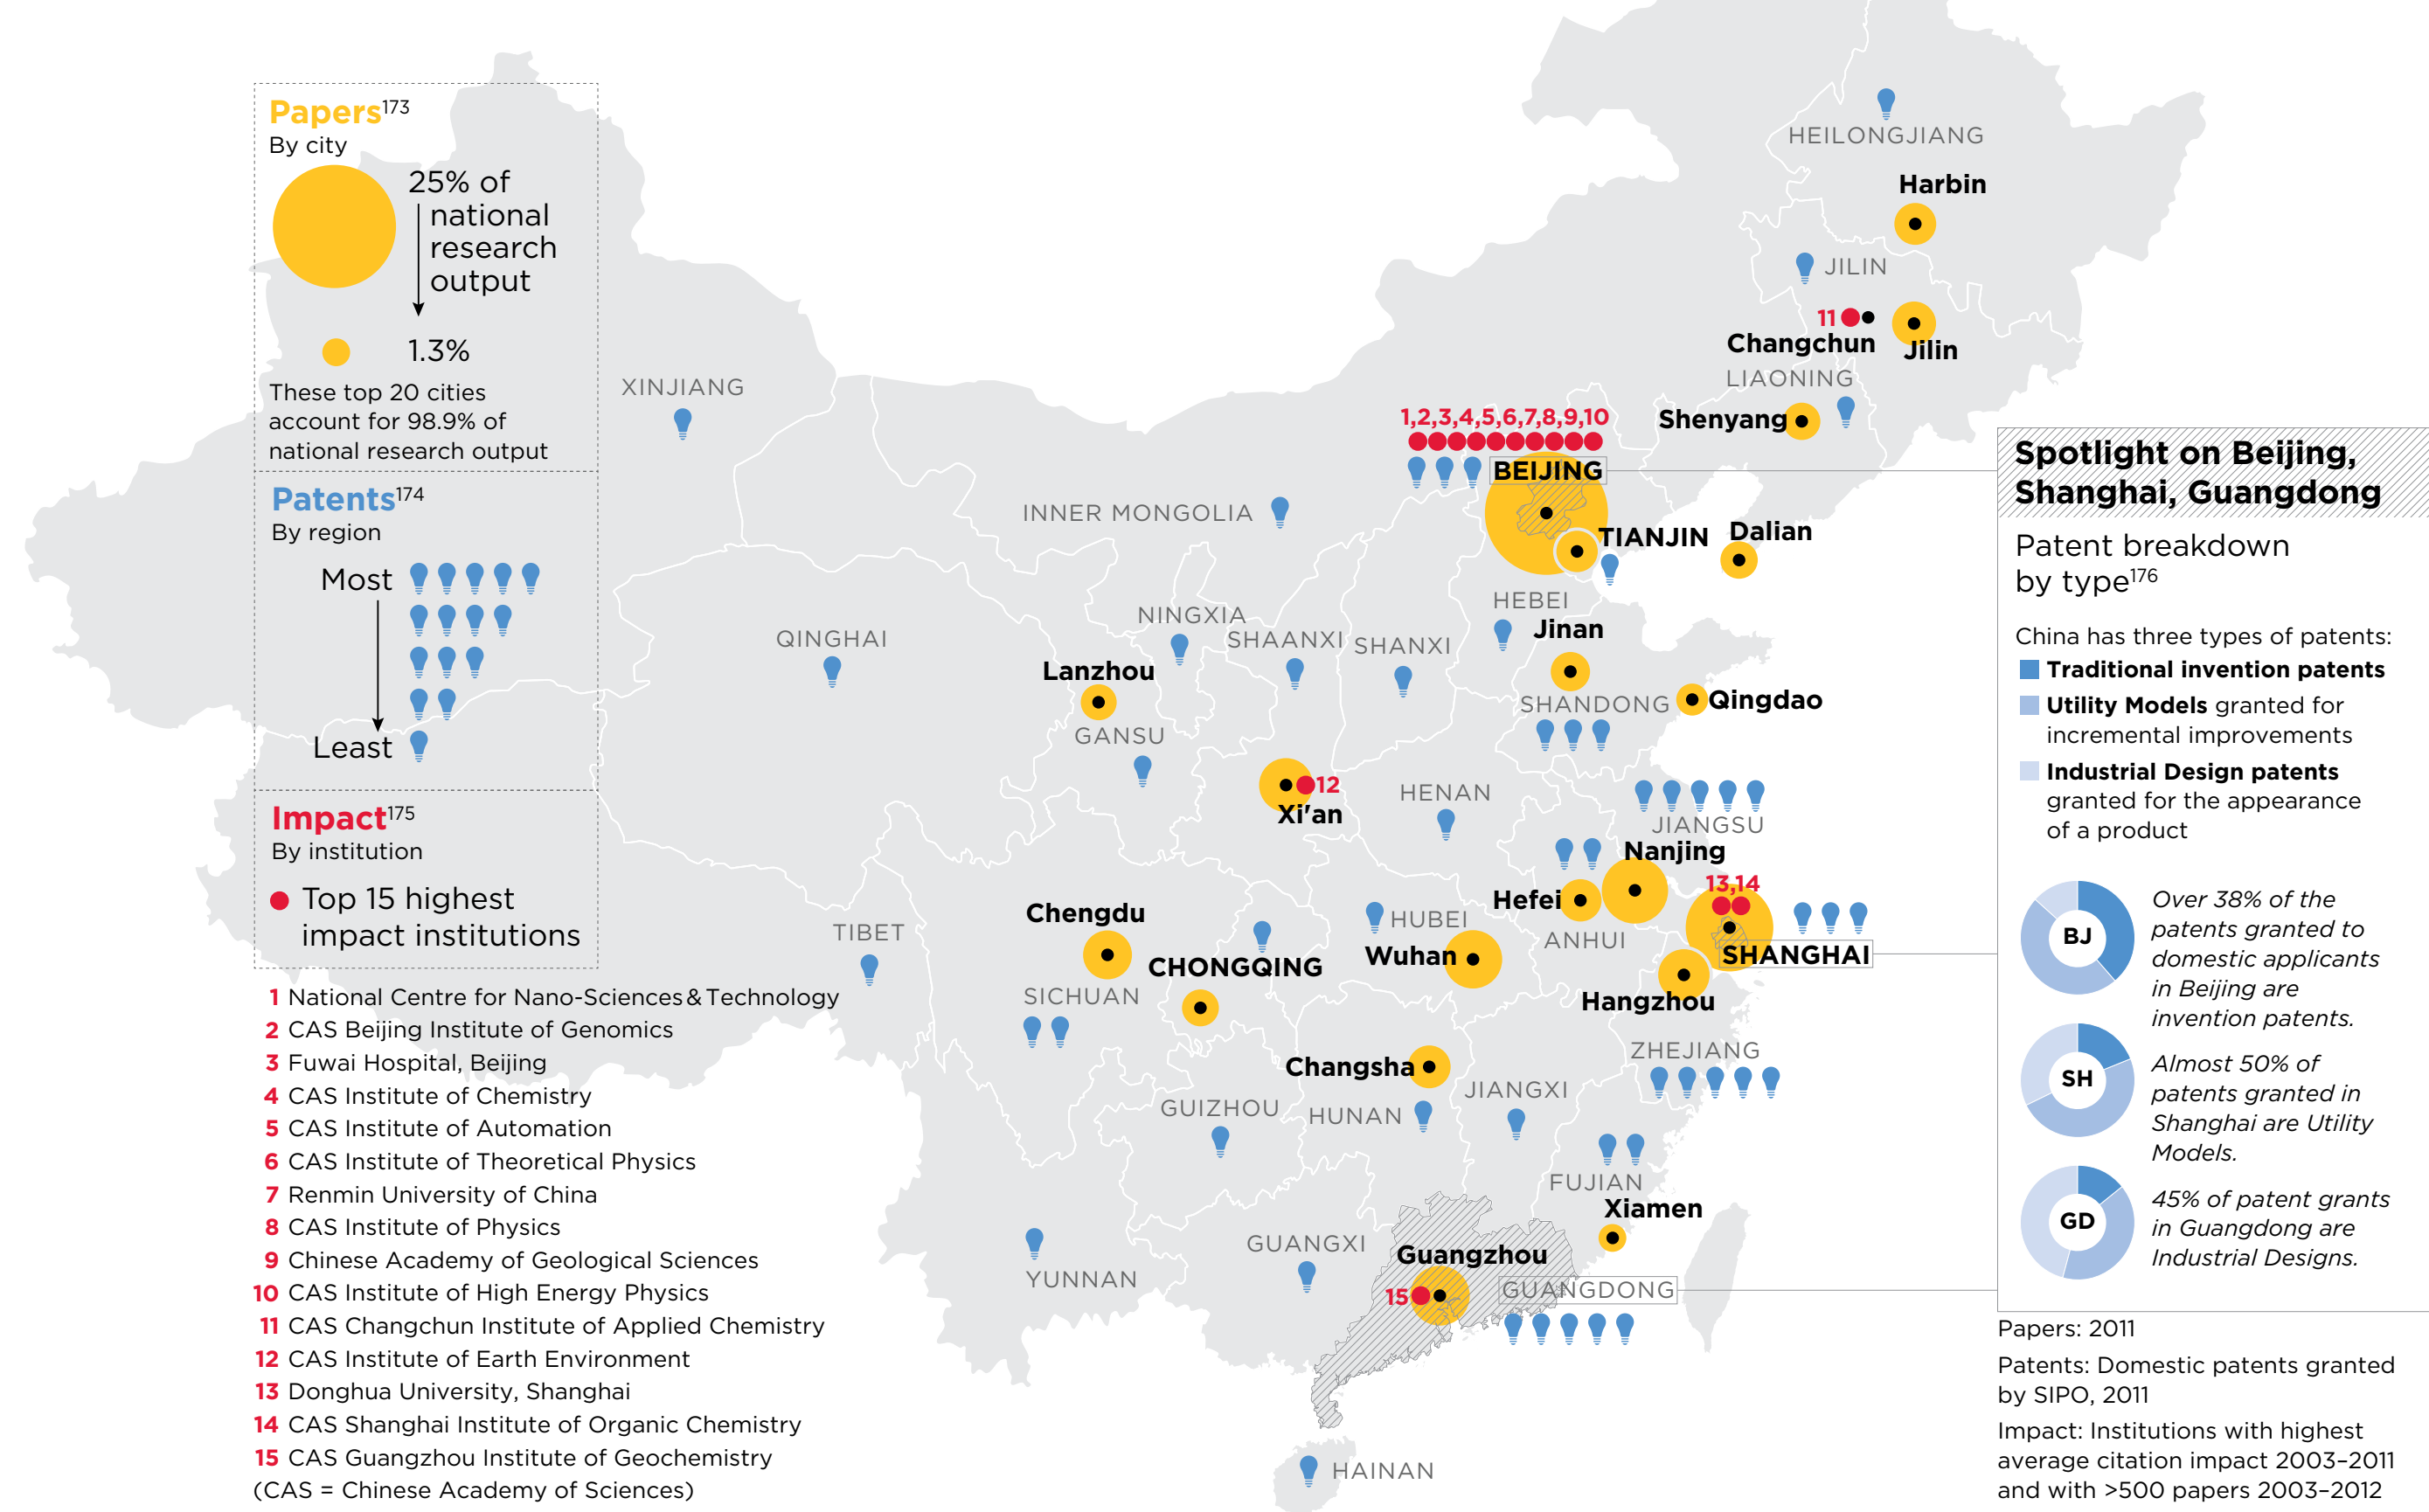 Papers173
By city
25% of
national
research
output
1.3%
These top 20 cities
account for 98.9% of
national research output
Patents174
By region
Most
Least
Impact175
By institution
Top 15 highest
impact institutions
1 National Centre for Nano-Sciences & Technology
2 CAS Beijing Institute of Genomics
3 Fuwai Hospital, Beijing
4 CAS Institute of Chemistry
5 CAS Institute of Automation
6 CAS Institute of Theoretical Physics
7 Renmin University of China
8 CAS Institute of Physics
9 Chinese Academy of Geological Sciences
10 CAS Institute of High Energy Physics
11 CAS Changchun Institute of Applied Chemistry
12 CAS Institute of Earth Environment
13 Donghua University, Shanghai
14 CAS Shanghai Institute of Organic Chemistry
15 CAS Guangzhou Institute of Geochemistry
(CAS = Chinese Academy of Sciences)
HEILONGJIANG
Harbin
JILIN
11
Changchun
Jilin
LIAONING
Shenyang
XINJIANG
1,2,3,4,5,6,7,8,9,10
BEIJING
INNER MONGOLIA
TIANJIN
Dalian
HEBEI
NINGXIA
Jinan
QINGHAI
SHAANXI
SHANXI
Lanzhou
SHANDONG
Qingdao
GANSU
12
Xi'an
HENAN
JIANGSU
Nanjing
13,14
Hefei
Chengdu
HUBEI
TIBET
ANHUI
Wuhan
SHANGHAI
CHONGQING
SICHUAN
Hangzhou
ZHEJIANG
Changsha
JIANGXI
GUIZHOU
HUNAN
FUJIAN
Xiamen
GUANGXI
Guangzhou
YUNNAN
15
GUANGDONG
HAINAN
Spotlight on Beijing,
Shanghai, Guangdong
Patent breakdown
by type176
China has three types of patents:
Traditional invention patents
Utility Models granted for
incremental improvements
Industrial Design patents
granted for the appearance
of a product
BJ
Over 38% of the
patents granted to
domestic applicants
in Beijing are
invention patents.
SH
Almost 50% of
patents granted in
Shanghai are Utility
Models.
GD
45% of patent grants
in Guangdong are
Industrial Designs.
Papers: 2011
Patents: Domestic patents granted
by SIPO, 2011
Impact: Institutions with highest
average citation impact 2003–2011
and with >500 papers 2003–2012